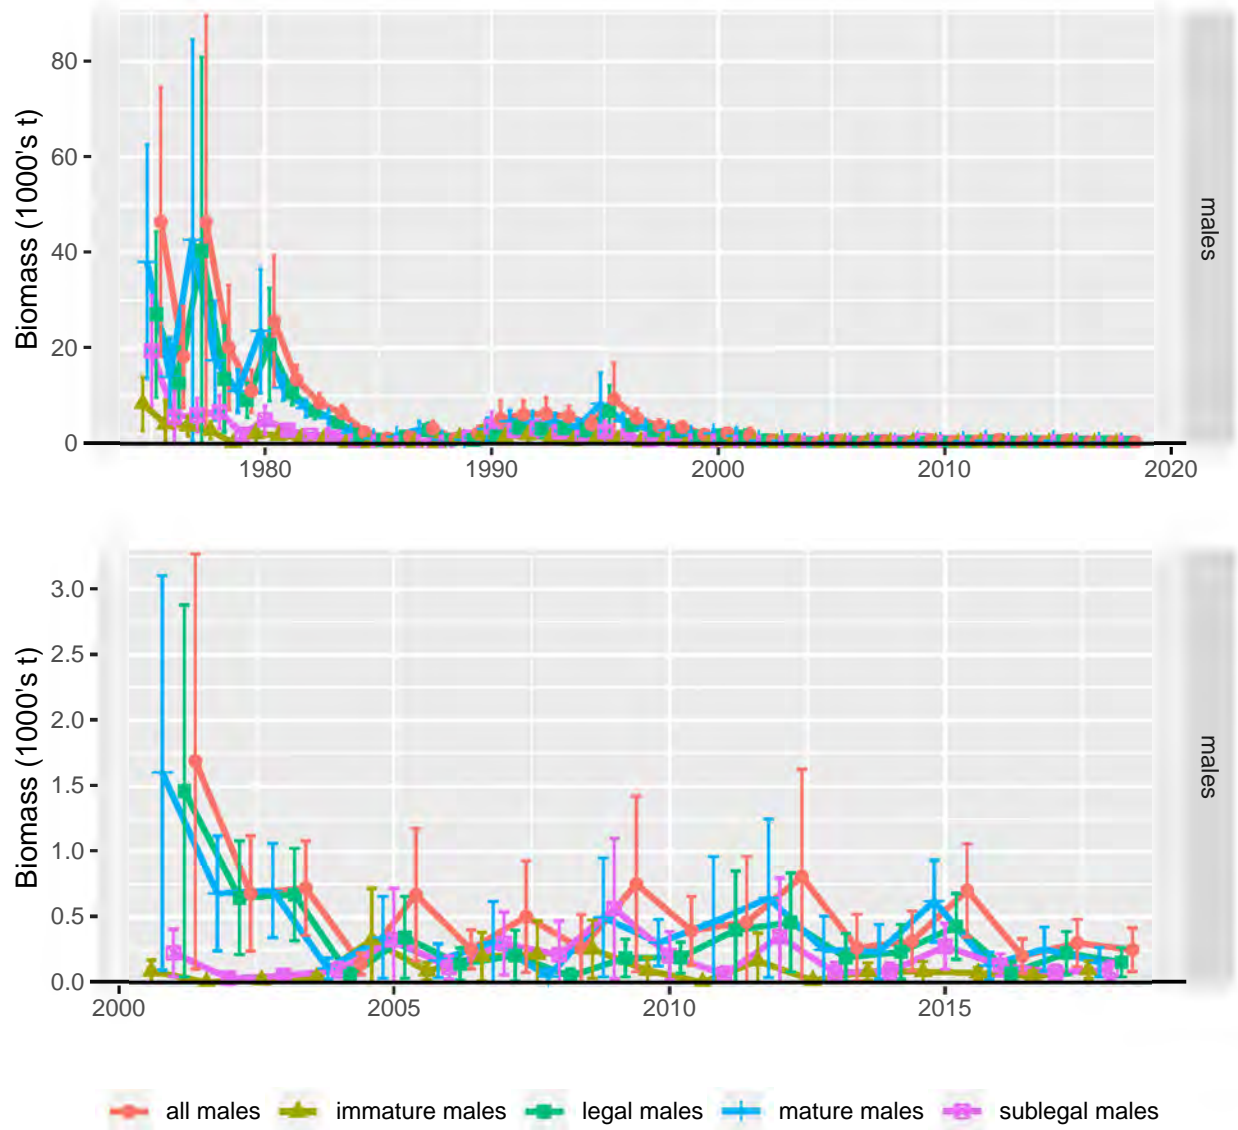 80
60
40
20
0
Biomass (1000's t)
males
1980
1990
2000
2010
2020
3.0
2.5
2.0
1.5
1.0
0.5
0.0
Biomass (1000's t)
males
2000
2005
2010
2015
all males
immature males
legal males
mature males
sublegal males